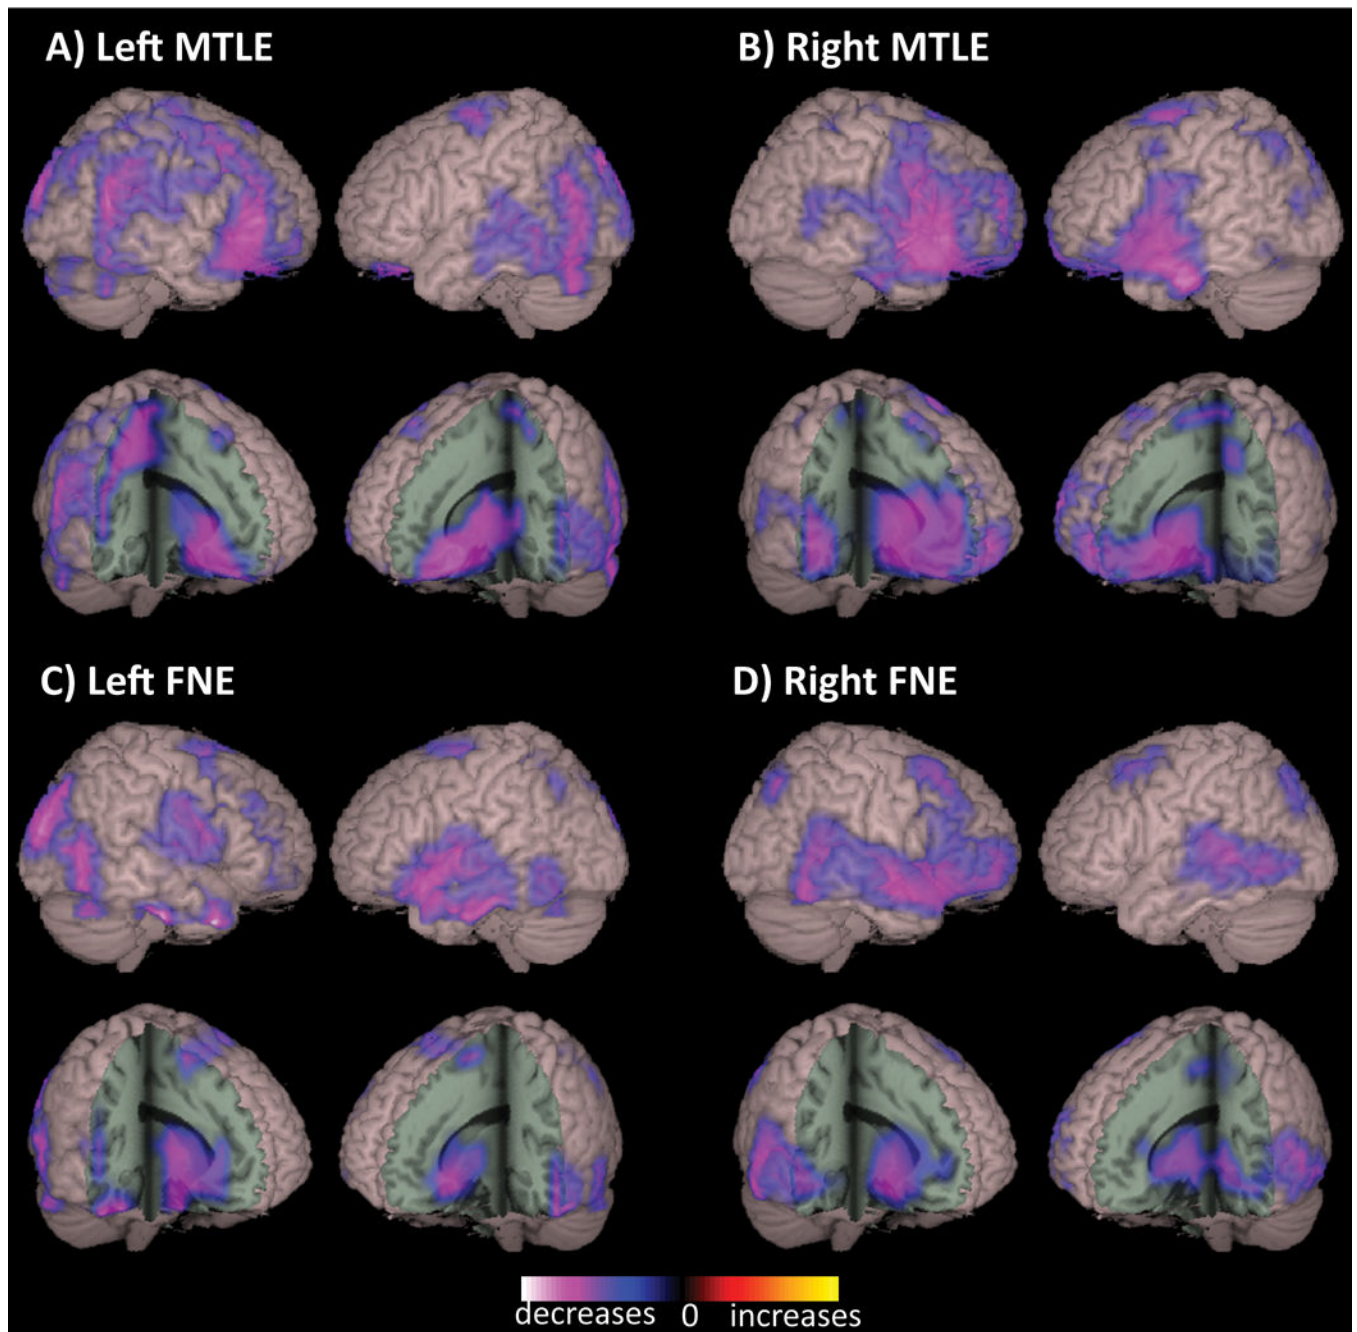 A) Left MTLE
B) Right MTLE
C) Left FNE
D) Right FNE
decreases 0 increases